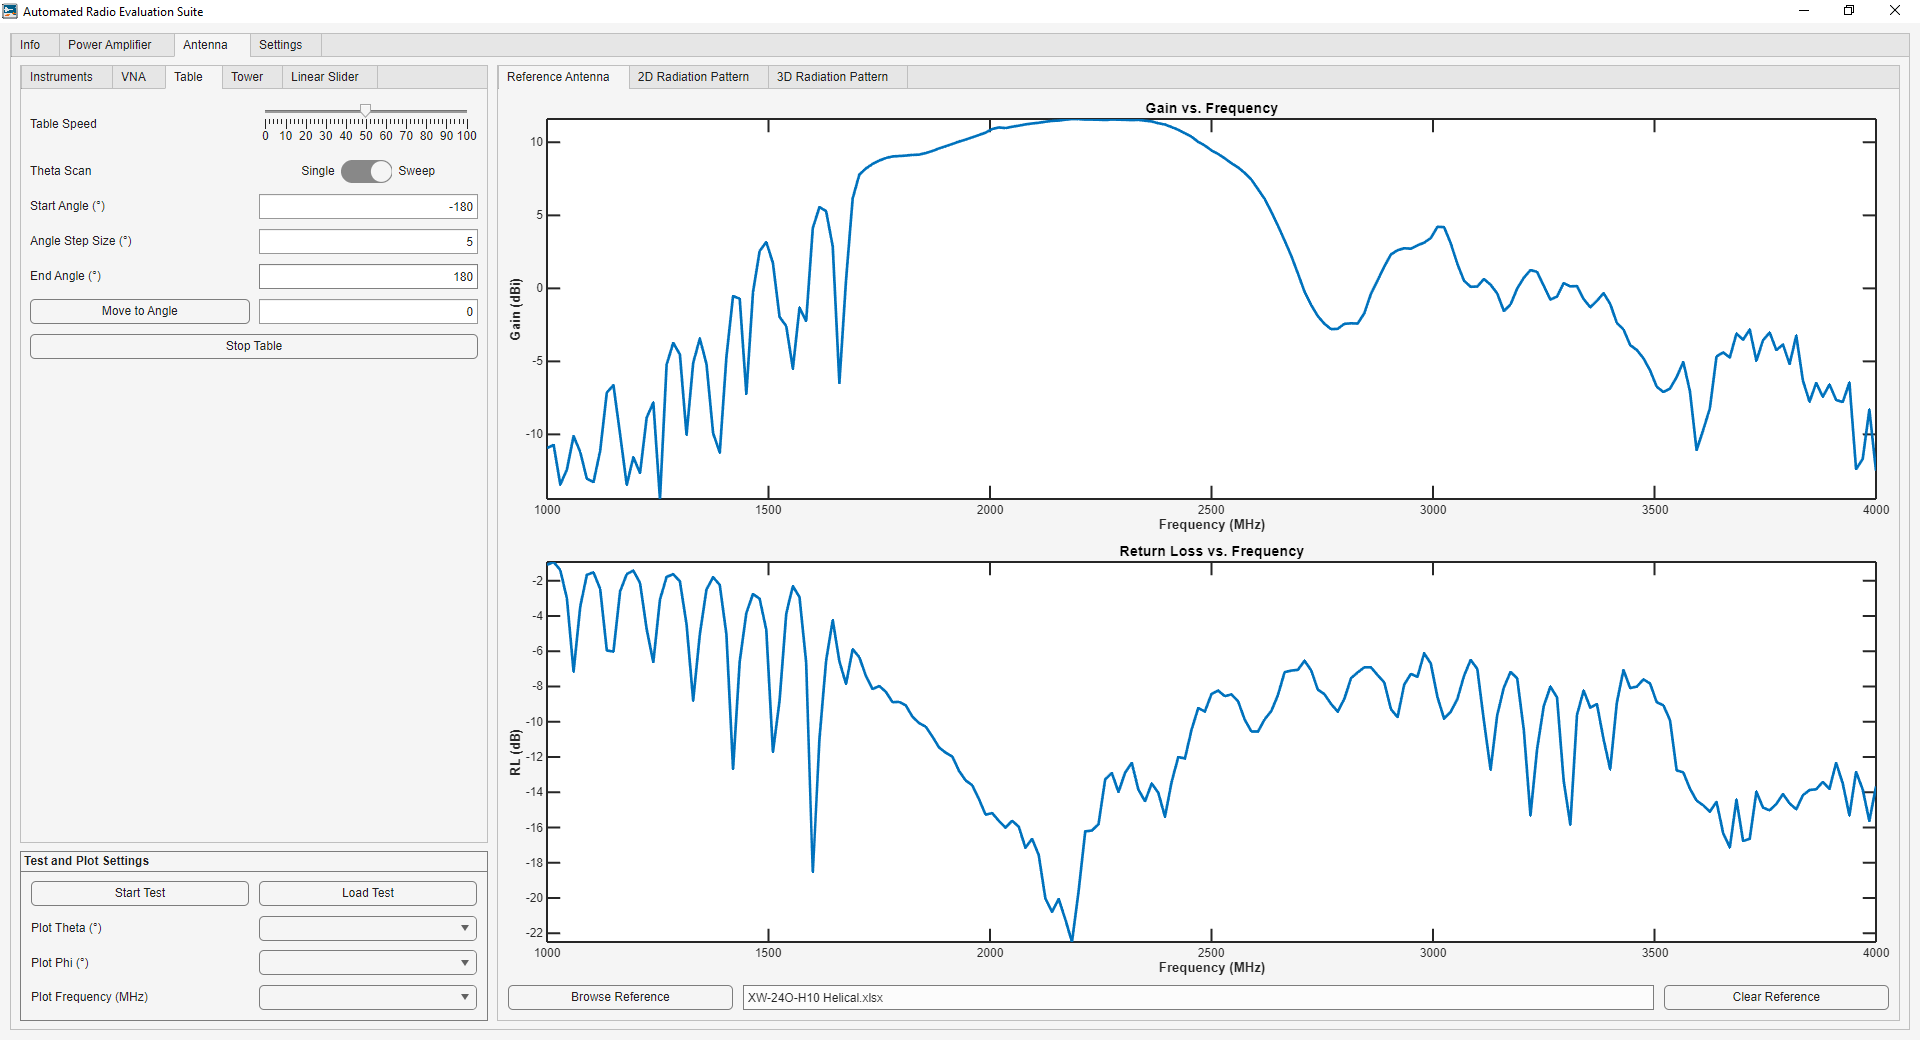 Automated Radio Evaluation Suite
Info Power Amplifier Antenna Settings
Instruments VNA Table Tower Linear Slider
Table Speed
0 10 20 30 40 50 60 70 80 90 100
Theta Scan Single Sweep
Start Angle (°) -180
Angle Step Size (°) 5
End Angle (°) 180
Move to Angle 0
Stop Table
Test and Plot Settings
Start Test Load Test
Plot Theta (°)
Plot Phi (°)
Plot Frequency (MHz)
Reference Antenna 2D Radiation Pattern 3D Radiation Pattern
Gain vs. Frequency
Gain (dBi)
10
5
0
-5
-10
1000 1500 2000 2500 3000 3500 4000
Frequency (MHz)
Return Loss vs. Frequency
RL (dB)
-2
-4
-6
-8
-10
-12
-14
-16
-18
-20
-22
1000 1500 2000 2500 3000 3500 4000
Frequency (MHz)
Browse Reference XW-24O-H10 Helical.xlsx Clear Reference